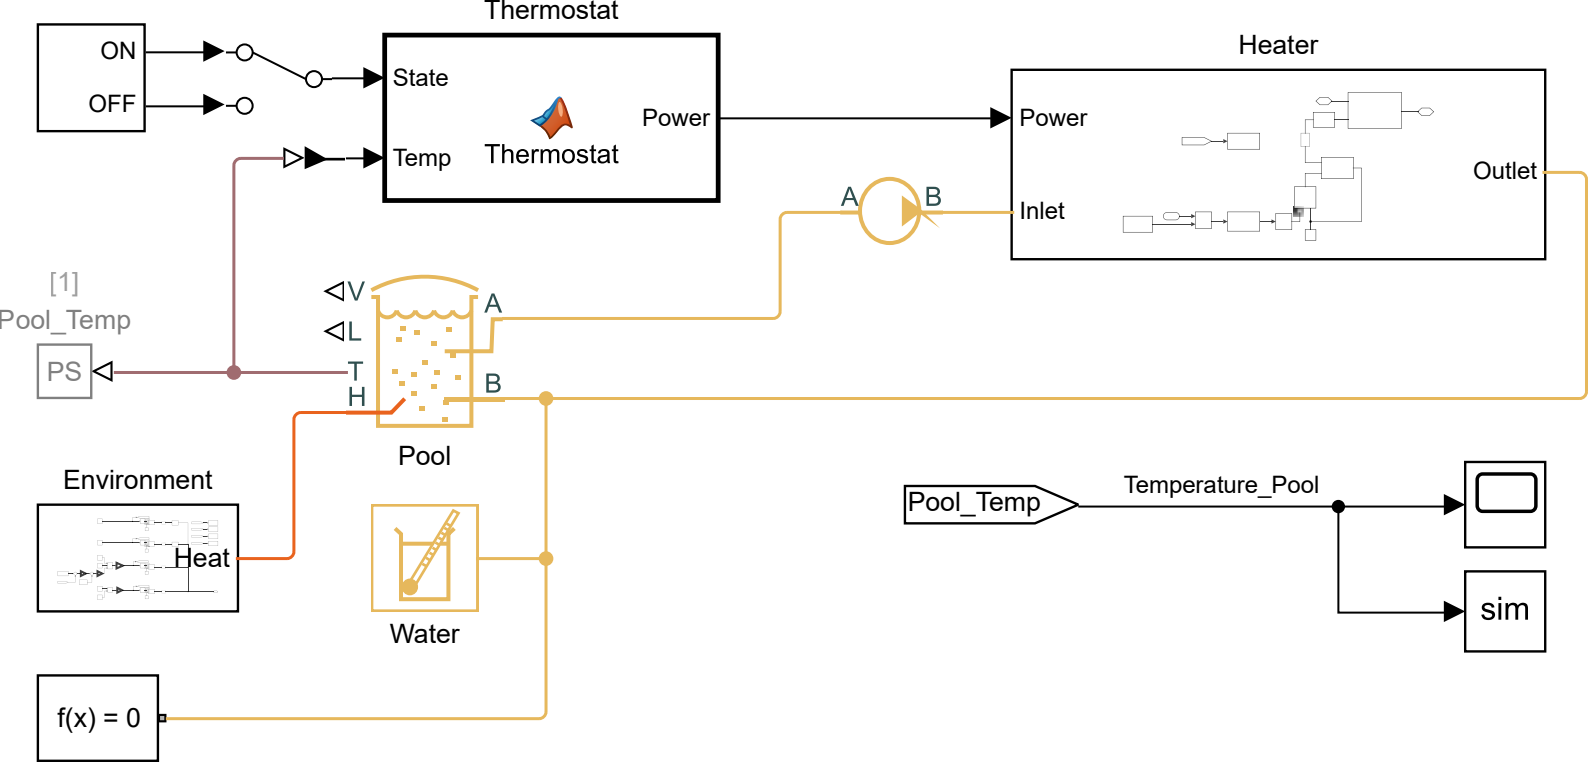 Thermostat
ON
OFF
State
Temp
Power
Thermostat
Heater
Power
Inlet
Outlet
A
B
[1]
Pool_Temp
PS
V
L
T
H
A
B
Pool
Environment
Heat
Water
f(x) = 0
Pool_Temp
Temperature_Pool
sim